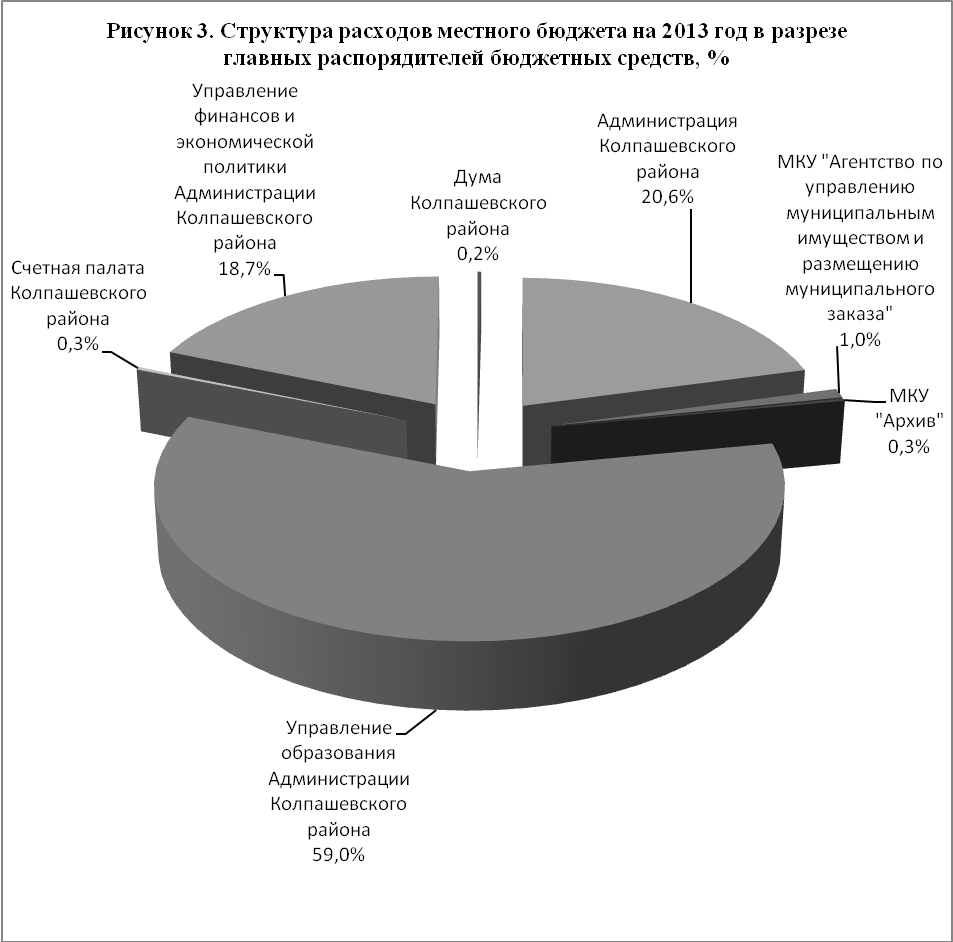 Рисунок 3. Структура расходов местного бюджета на 2013 год в разрезе
главных распорядителей бюджетных средств, %
Управление
финансов и
экономической
политики
Администрации
Колпашевского
района
18,7%
Дума
Колпашевского
района
0,2%
Администрация
Колпашевского
района
20,6%
МКУ "Агентство по
управлению
муниципальным
имуществом и
размещению
муниципального
заказа"
1,0%
Счетная палата
Колпашевского
района
0,3%
МКУ
"Архив"
0,3%
Управление
образования
Администрации
Колпашевского
района
59,0%